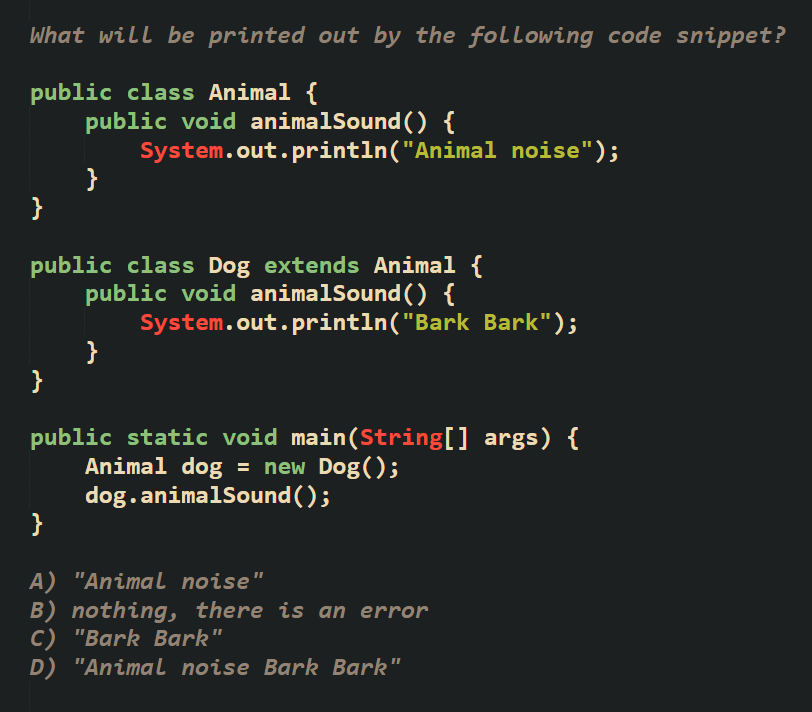 What will be printed out by the following code snippet?

public class Animal {
    public void animalSound() {
        System.out.println("Animal noise");
    }
}

public class Dog extends Animal {
    public void animalSound() {
        System.out.println("Bark Bark");
    }
}

public static void main(String[] args) {
    Animal dog = new Dog();
    dog.animalSound();
}

A) "Animal noise"
B) nothing, there is an error
C) "Bark Bark"
D) "Animal noise Bark Bark"